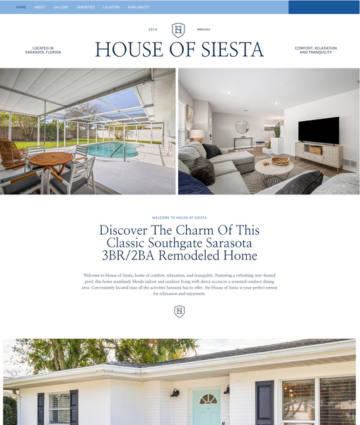 HOME ABOUT GALLERY AMENITIES LOCATION AVAILABILITY
ESTD
HOUSE OF SIESTA
LOCATED IN
SARASOTA, FLORIDA
COMFORT, RELAXATION
AND TRANQUILITY
WELCOME TO HOUSE OF SIESTA
Discover The Charm Of This
Classic Southgate Sarasota
3BR/2BA Remodeled Home
Welcome to House of Siesta, home of comfort, relaxation, and tranquility. Featuring a refreshing non-heated
pool, this home seamlessly blends indoor and outdoor living with direct access to a screened outdoor dining
area. Conveniently located near all the activities Sarasota has to offer, the House of Siesta is your perfect retreat
for relaxation and enjoyment.